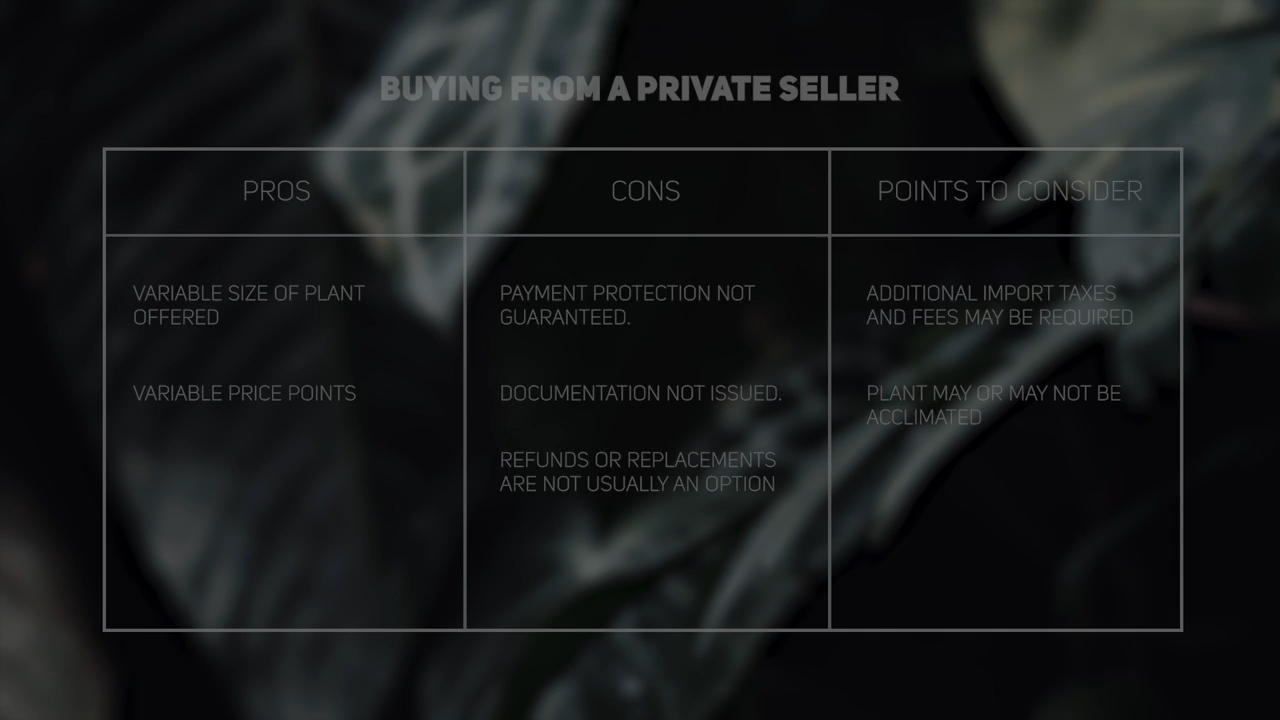 BUYING FROM A PRIVATE SELLER
PROS
CONS
POINTS TO CONSIDER
VARIABLE SIZE OF PLANT
OFFERED
VARIABLE PRICE POINTS
PAYMENT PROTECTION NOT
GUARANTEED.
DOCUMENTATION NOT ISSUED.
REFUNDS OR REPLACEMENTS
ARE NOT USUALLY AN OPTION
ADDITIONAL IMPORT TAXES
AND FEES MAY BE REQUIRED
PLANT MAY OR MAY NOT BE
ACCLIMATED